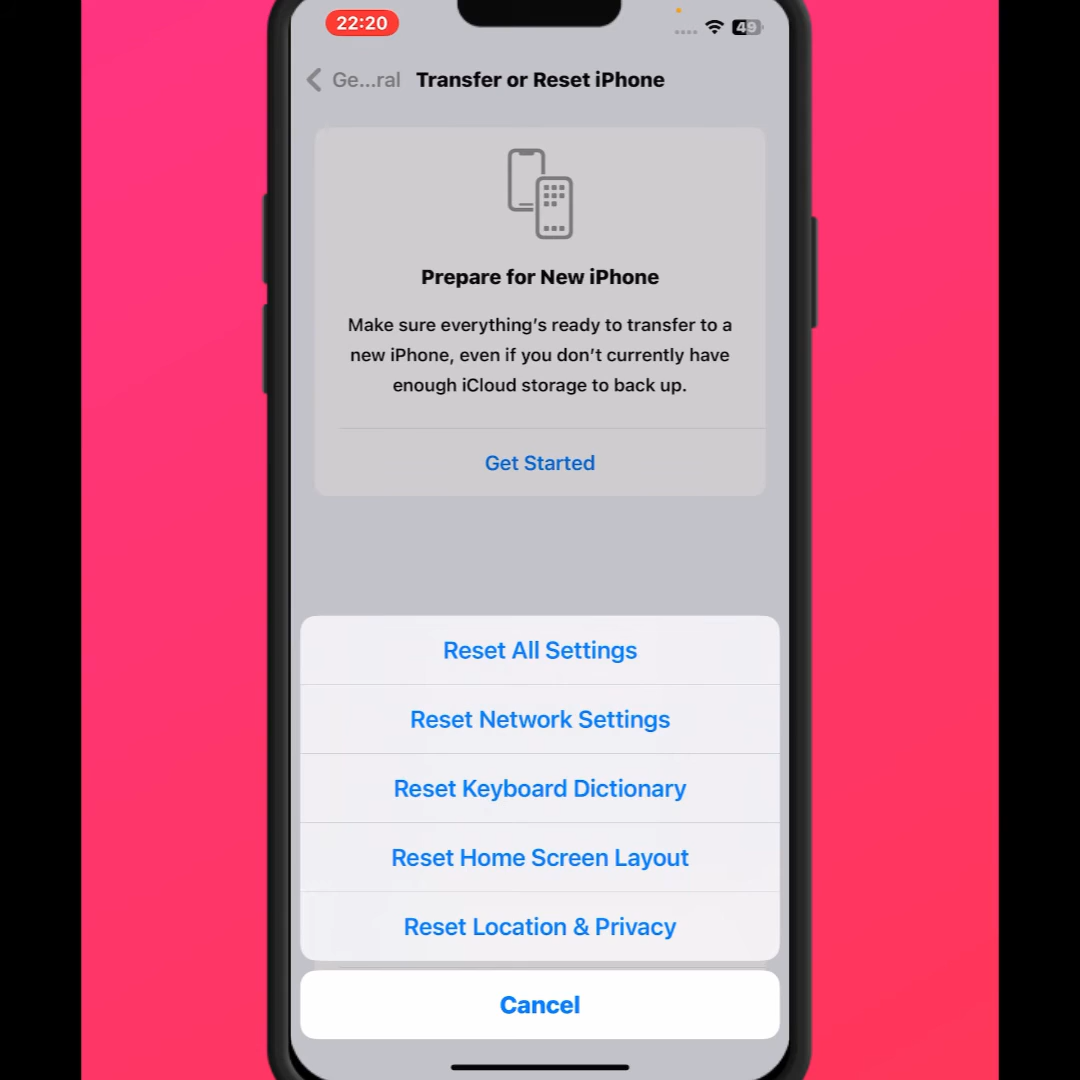 22:20
49
Ge...ral Transfer or Reset iPhone
Prepare for New iPhone
Make sure everything’s ready to transfer to a
new iPhone, even if you don’t currently have
enough iCloud storage to back up.
Get Started
Reset All Settings
Reset Network Settings
Reset Keyboard Dictionary
Reset Home Screen Layout
Reset Location & Privacy
Cancel